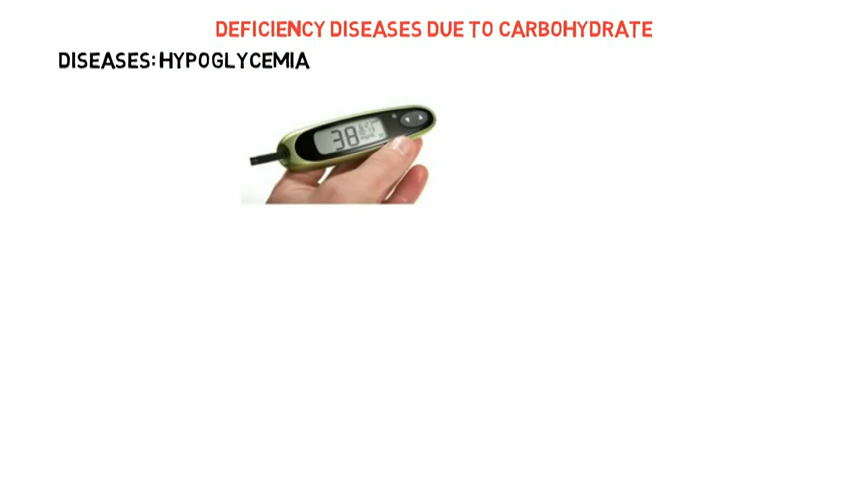 DEFICIENCY DISEASES DUE TO CARBOHYDRATE
DISEASES: HYPOGLYCEMIA
38